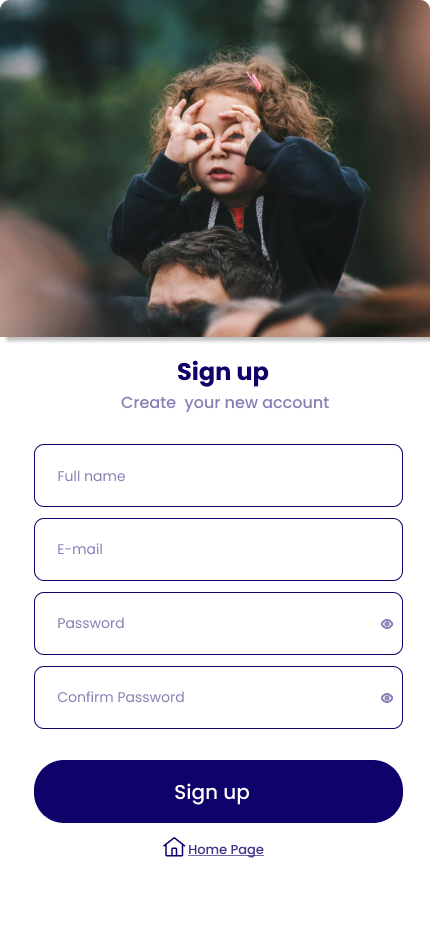 Sign up
Create your new account
Full name
E-mail
Password
Confirm Password
Sign up
Home Page